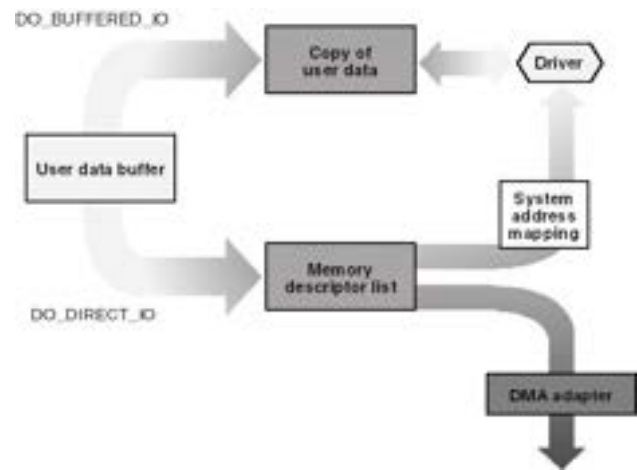 DO_BUFFERED_IO
Copy of
user data
Driver
User data buffer
System
address
mapping
Memory
descriptor list
DO_DIRECT_IO
DMA adapter